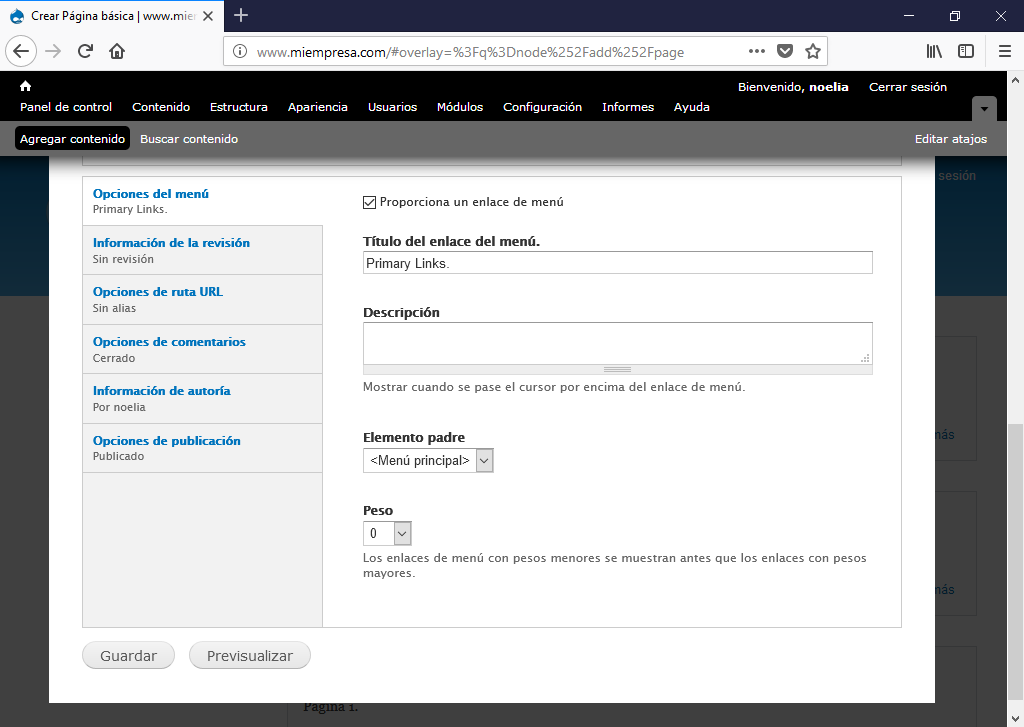 Crear Página básica | www.mie
www.miempresa.com/#overlay=%3Fq%3Dnode%252Fadd%252Fpage
Bienvenido, noelia Cerrar sesión
Panel de control Contenido Estructura Apariencia Usuarios Módulos Configuración Informes Ayuda
Agregar contenido Buscar contenido Editar atajos
sesión
Opciones del menú
Primary Links.
Información de la revisión
Sin revisión
Opciones de ruta URL
Sin alias
Opciones de comentarios
Cerrado
Información de autoría
Por noelia
Opciones de publicación
Publicado
Proporciona un enlace de menú
Título del enlace del menú.
Primary Links.
Descripción
Mostrar cuando se pase el cursor por encima del enlace de menú.
Elemento padre
<Menú principal>
Peso
0
Los enlaces de menú con pesos menores se muestran antes que los enlaces con pesos
mayores.
más
más
Guardar Previsualizar
Página 1.